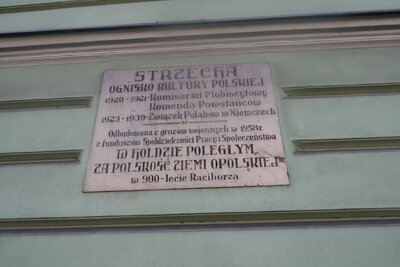 STRZECHA
OGNISKO KULTURY POLSKIEJ
1920-1921-Komisariat Plebiscytowy
Komenda Powstańców
1923-1939-Związek Polaków w Niemczech
Odbudowana z gruzów wojennych w 1958r.
z funduszów Spółdzielczości Pracy i Społeczeństwa
W HOŁDZIE POLEGŁYM,
ZA POLSKOŚĆ ZIEMI OPOLSKIEJ
w 900-lecie Raciborza